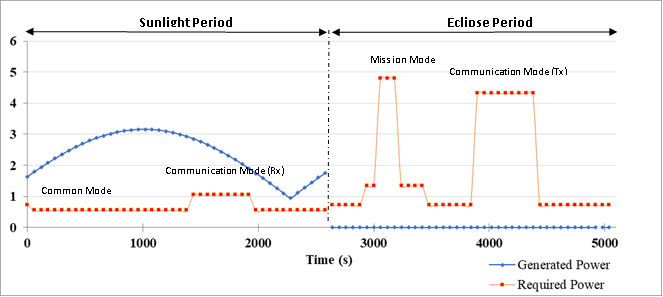 Sunlight Period
Eclipse Period
6
5
4
3
2
1
0
Mission Mode
Communication Mode (Tx)
Communication Mode (Rx)
Common Mode
0
1000
2000
3000
4000
5000
Time (s)
Generated Power
Required Power